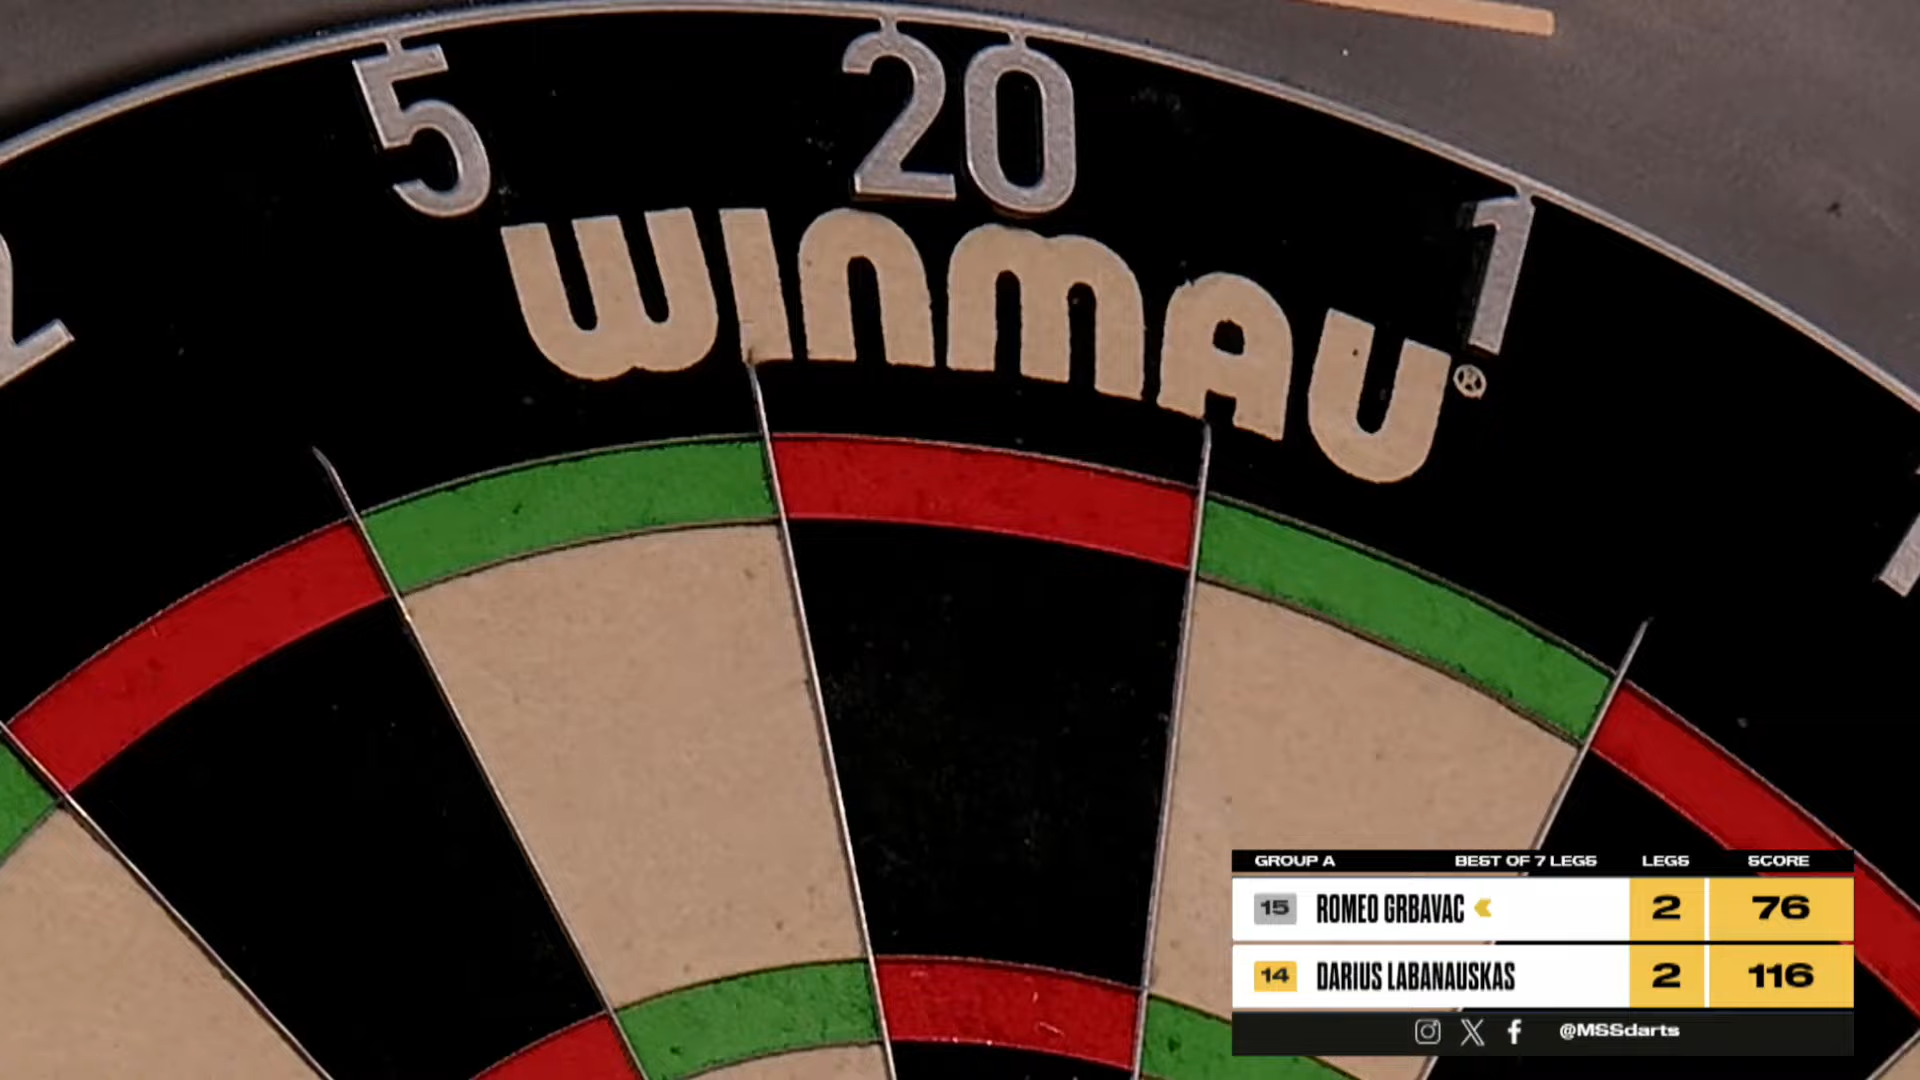 5 20 1
2
WINMAU®
GROUP A BEST OF 7 LEGS LEGS SCORE
15 ROMEO GRBAVAC 2 76
14 DARIUS LABANAUSKAS 2 116
@MSSdarts